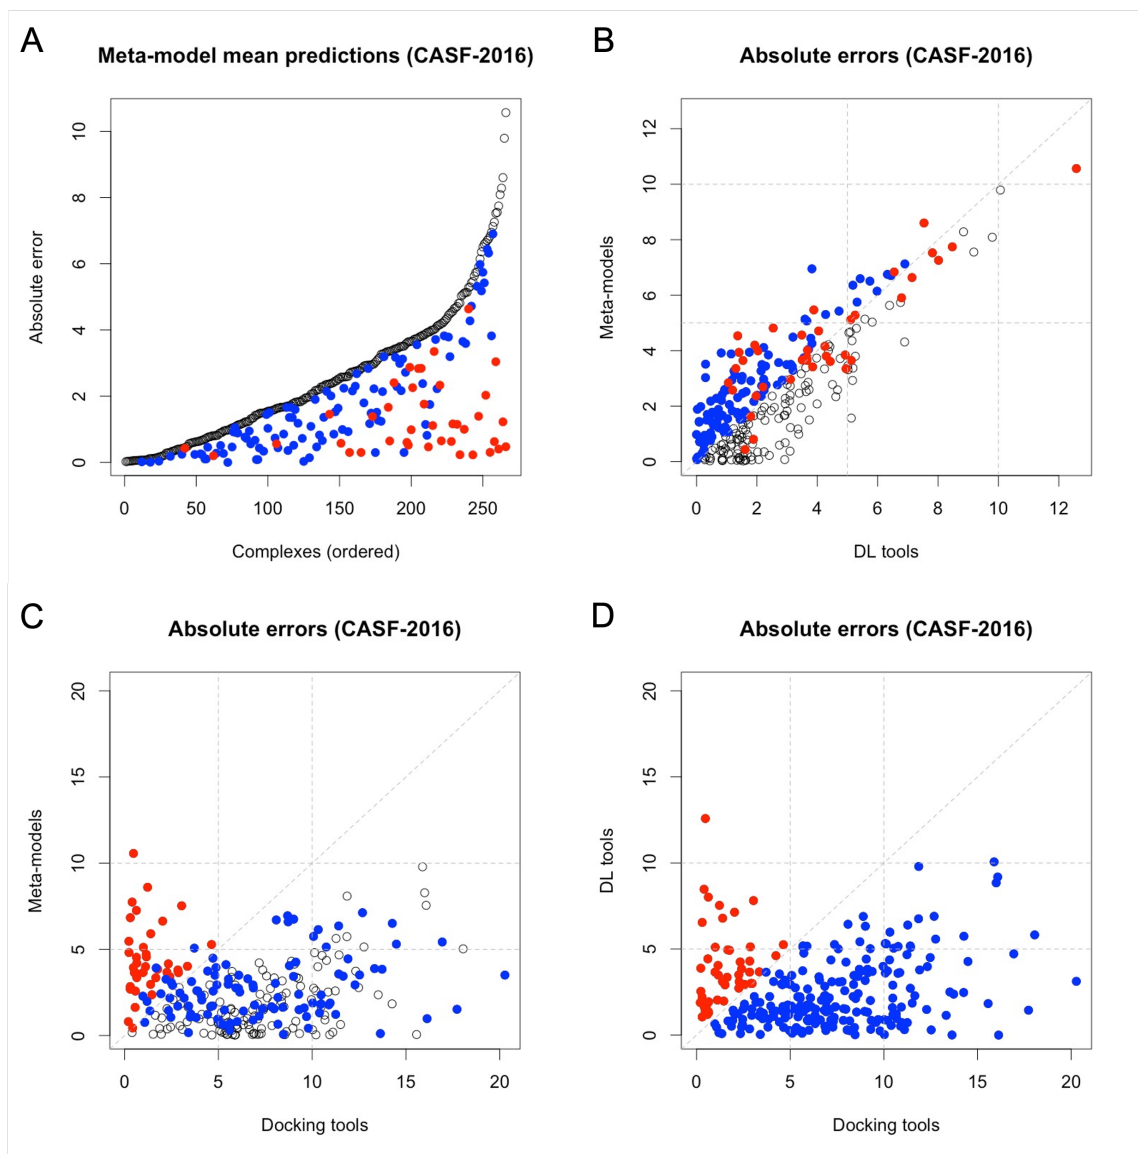 A
Meta-model mean predictions (CASF-2016)
Absolute error
10
8
6
4
2
0
0 50 100 150 200 250
Complexes (ordered)
B
Absolute errors (CASF-2016)
Meta-models
12
10
8
6
4
2
0
0 2 4 6 8 10 12
DL tools
C
Absolute errors (CASF-2016)
Meta-models
20
15
10
5
0
0 5 10 15 20
Docking tools
D
Absolute errors (CASF-2016)
DL tools
20
15
10
5
0
0 5 10 15 20
Docking tools